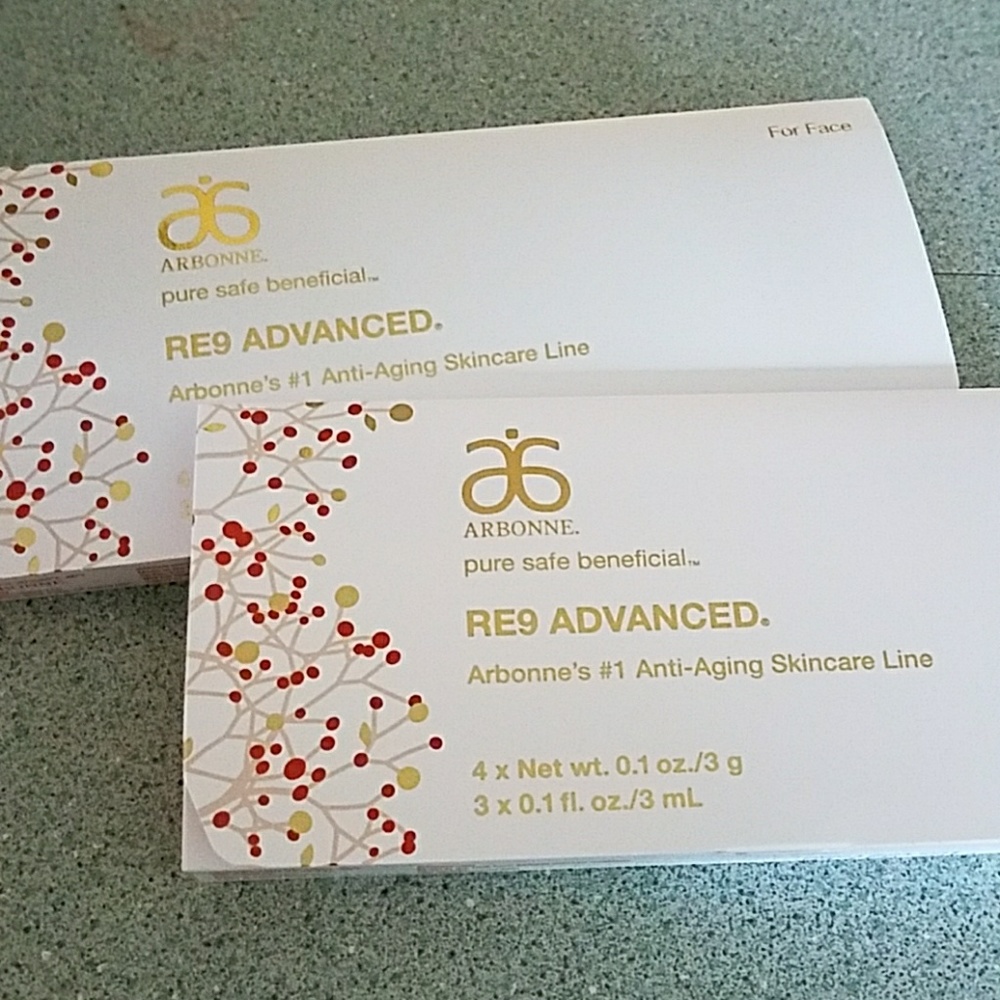 For Face
ARBONNE.
pure safe beneficial™
RE9 ADVANCED®
Arbonne's #1 Anti-Aging Skincare Line
ARBONNE.
pure safe beneficial™
RE9 ADVANCED®
Arbonne's #1 Anti-Aging Skincare Line
4 x Net wt. 0.1 oz./3 g
3 x 0.1 fl. oz./3 mL